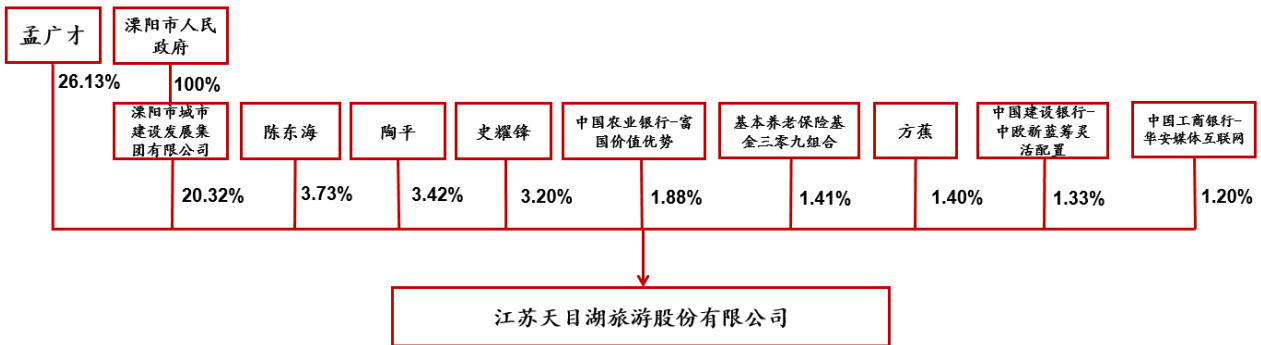 孟广才
溧阳市人民
政府
26.13%
100%
溧阳市城市
建设发展集
团有限公司
陈东海
陶平
史耀锋
中国农业银行-富
国价值优势
基本养老保险基
金三零九组合
方蕉
中国建设银行-
中欧新蓝筹灵
活配置
中国工商银行-
华安媒体互联网
20.32%
3.73%
3.42%
3.20%
1.88%
1.41%
1.40%
1.33%
1.20%
江苏天目湖旅游股份有限公司